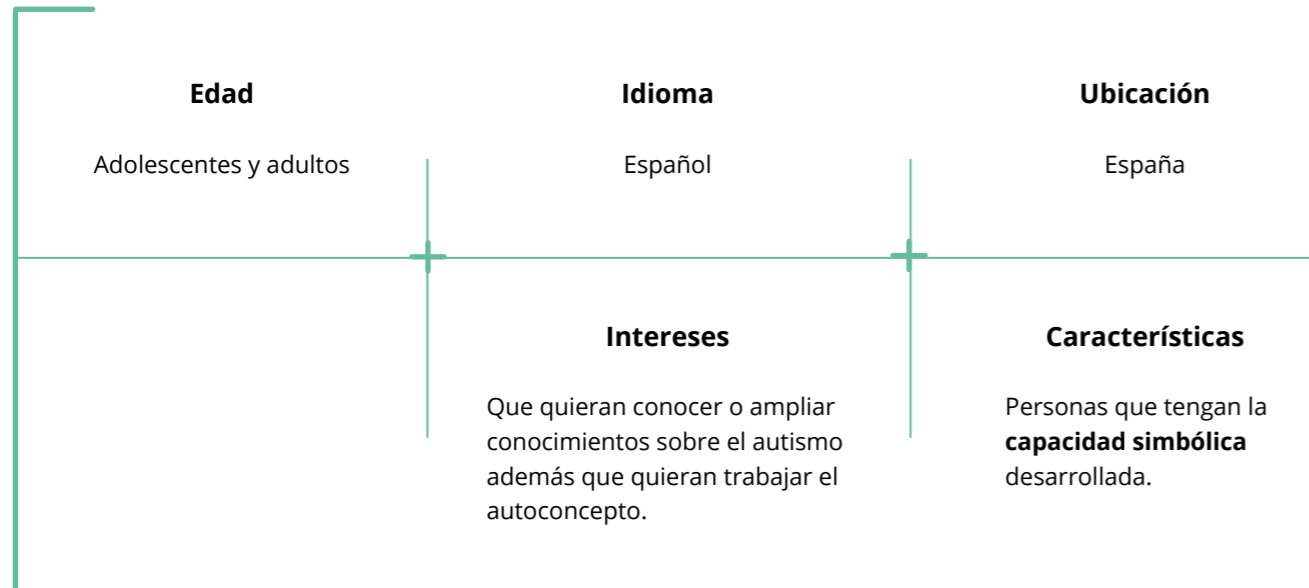 Edad
Adolescentes y adultos
Idioma
Español
Ubicación
España
Intereses
Que quieran conocer o ampliar
conocimientos sobre el autismo
además que quieran trabajar el
autoconcepto.
Características
Personas que tengan la
capacidad simbólica
desarrollada.